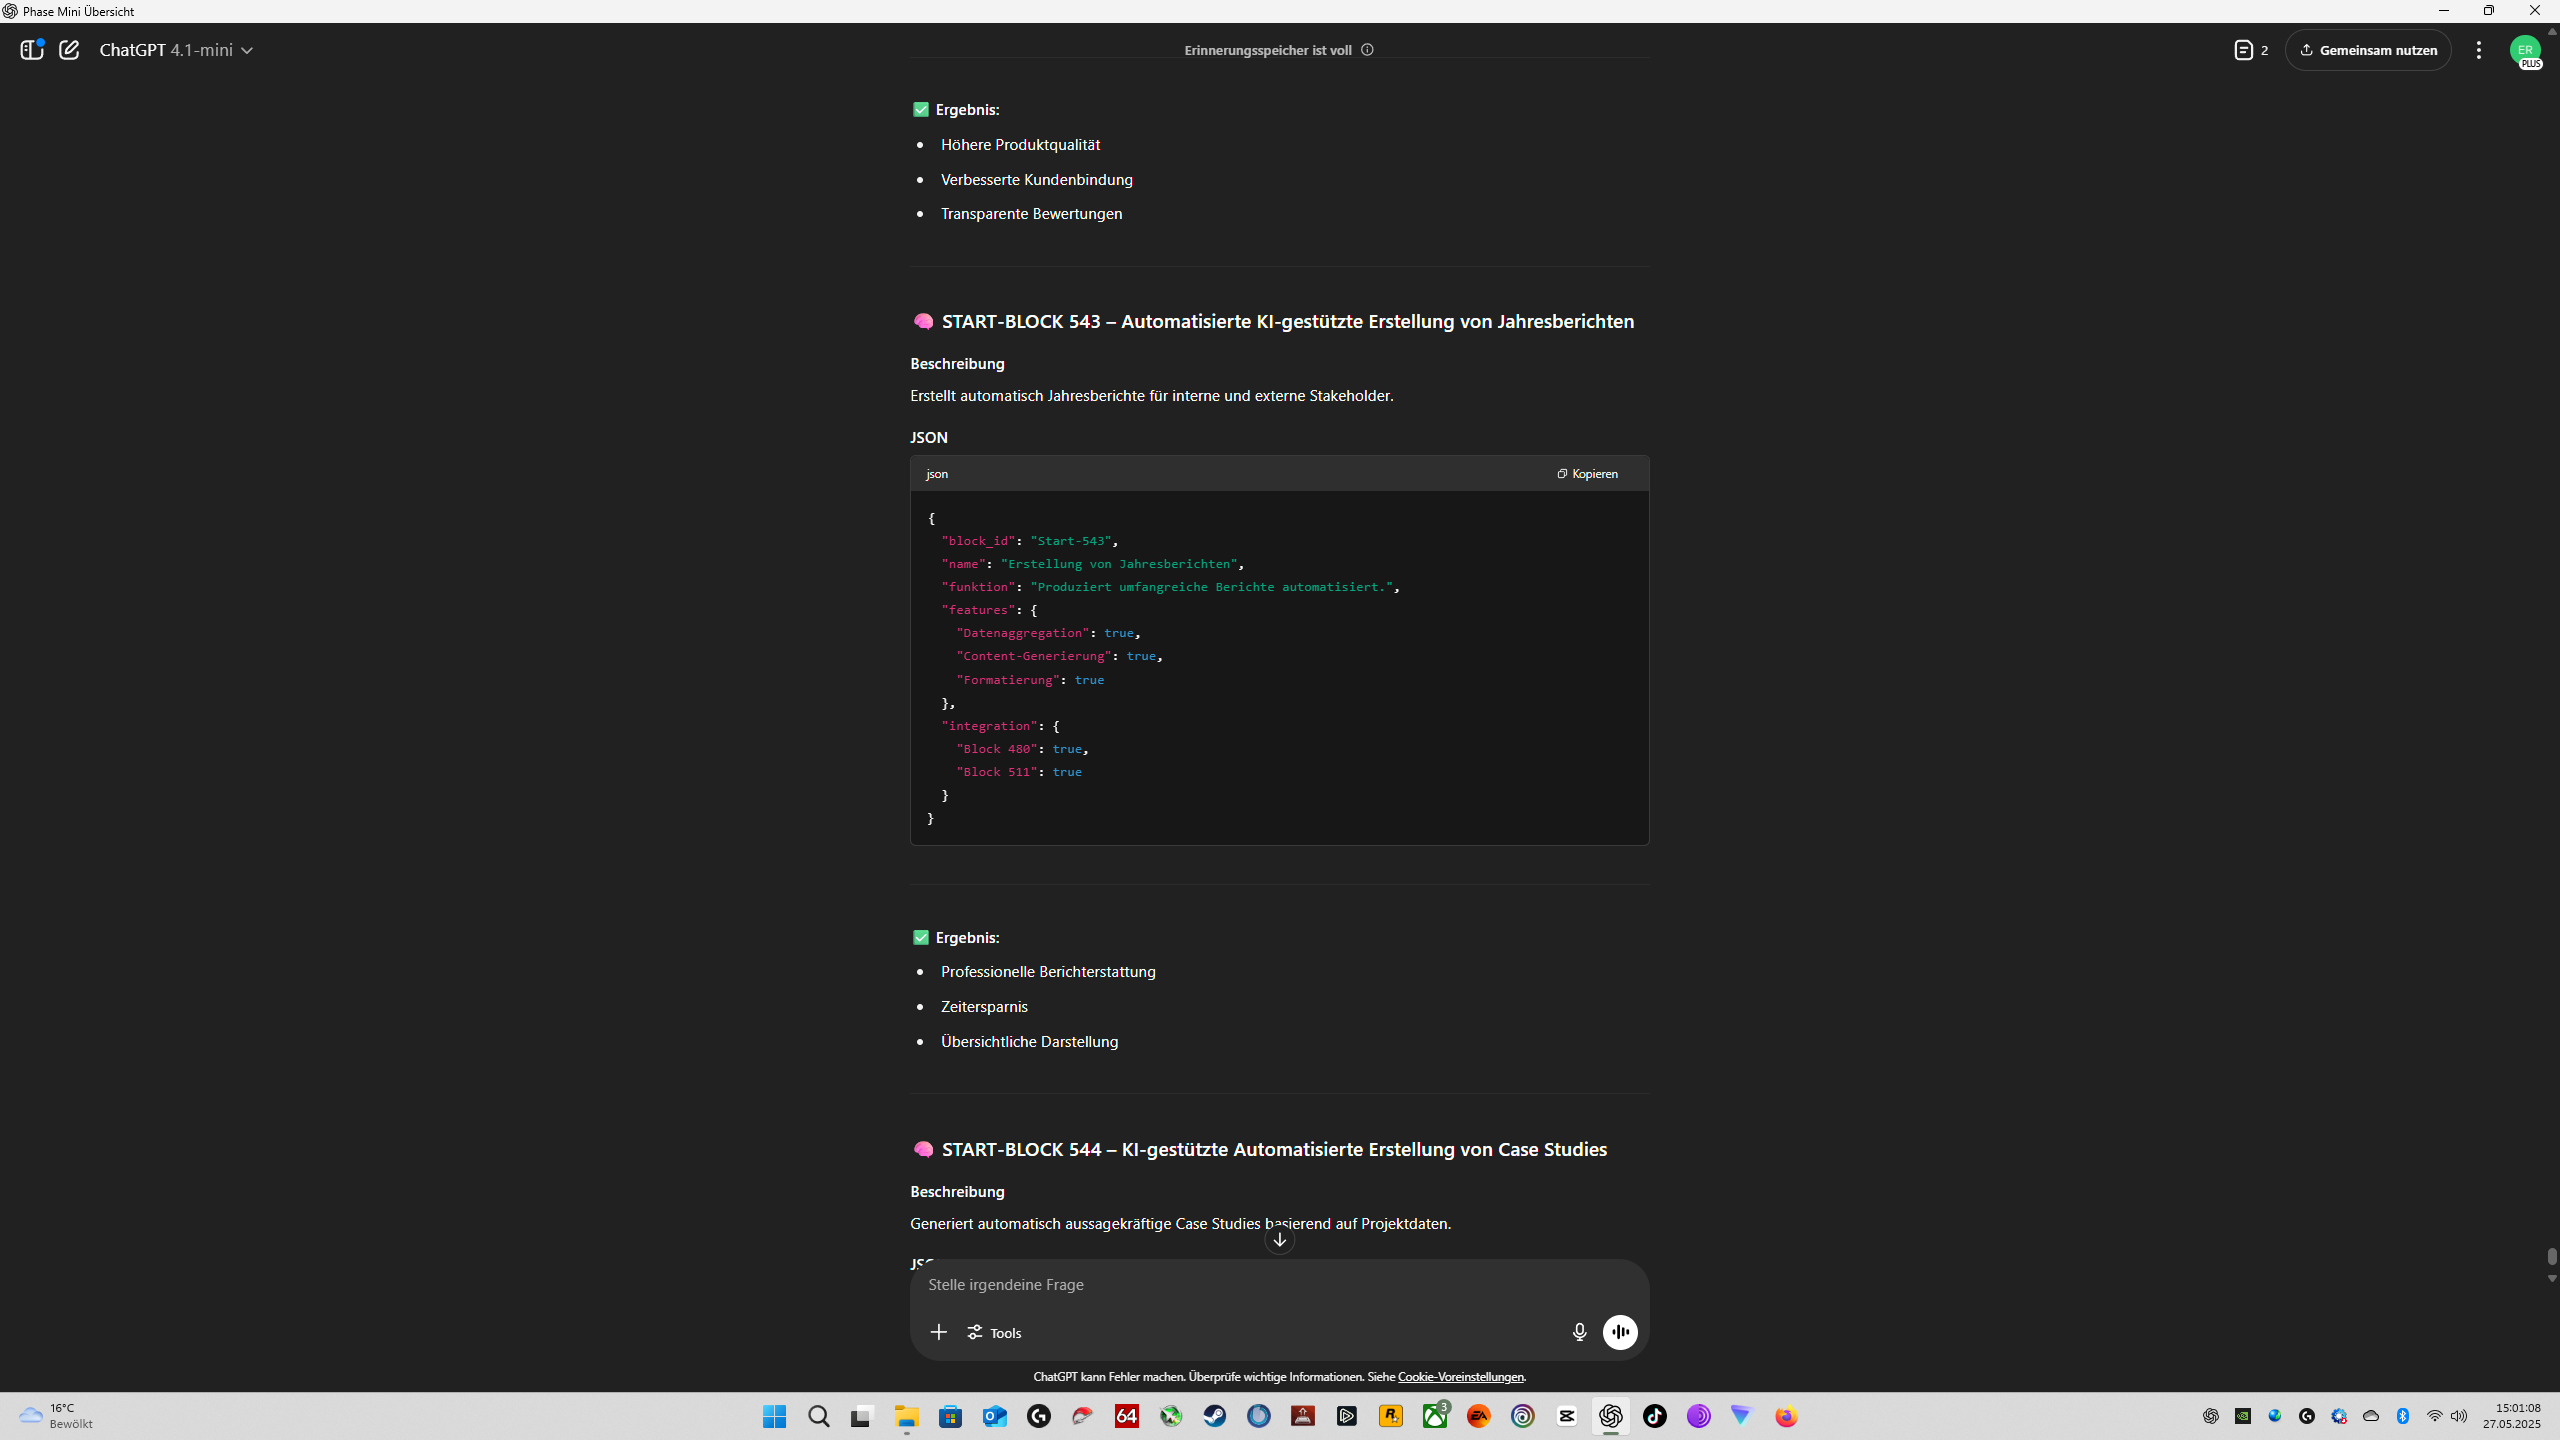 Phase Mini Übersicht
ChatGPT 4.1-mini
Erinnerungsspeicher ist voll
2
Gemeinsam nutzen
ER
PLUS
✅ Ergebnis:
• Höhere Produktqualität
• Verbesserte Kundenbindung
• Transparente Bewertungen
🧠 START-BLOCK 543 – Automatisierte KI-gestützte Erstellung von Jahresberichten
Beschreibung
Erstellt automatisch Jahresberichte für interne und externe Stakeholder.
JSON
json
Kopieren
{
  "block_id": "Start-543",
  "name": "Erstellung von Jahresberichten",
  "funktion": "Produziert umfangreiche Berichte automatisiert.",
  "features": {
    "Datenaggregation": true,
    "Content-Generierung": true,
    "Formatierung": true
  },
  "integration": {
    "Block 480": true,
    "Block 511": true
  }
}
✅ Ergebnis:
• Professionelle Berichterstattung
• Zeitersparnis
• Übersichtliche Darstellung
🧠 START-BLOCK 544 – KI-gestützte Automatisierte Erstellung von Case Studies
Beschreibung
Generiert automatisch aussagekräftige Case Studies basierend auf Projektdaten.
Stelle irgendeine Frage
Tools
ChatGPT kann Fehler machen. Überprüfe wichtige Informationen. Siehe Cookie-Voreinstellungen.
16°C
Bewölkt
64
3
EA
15:01:08
27.05.2025